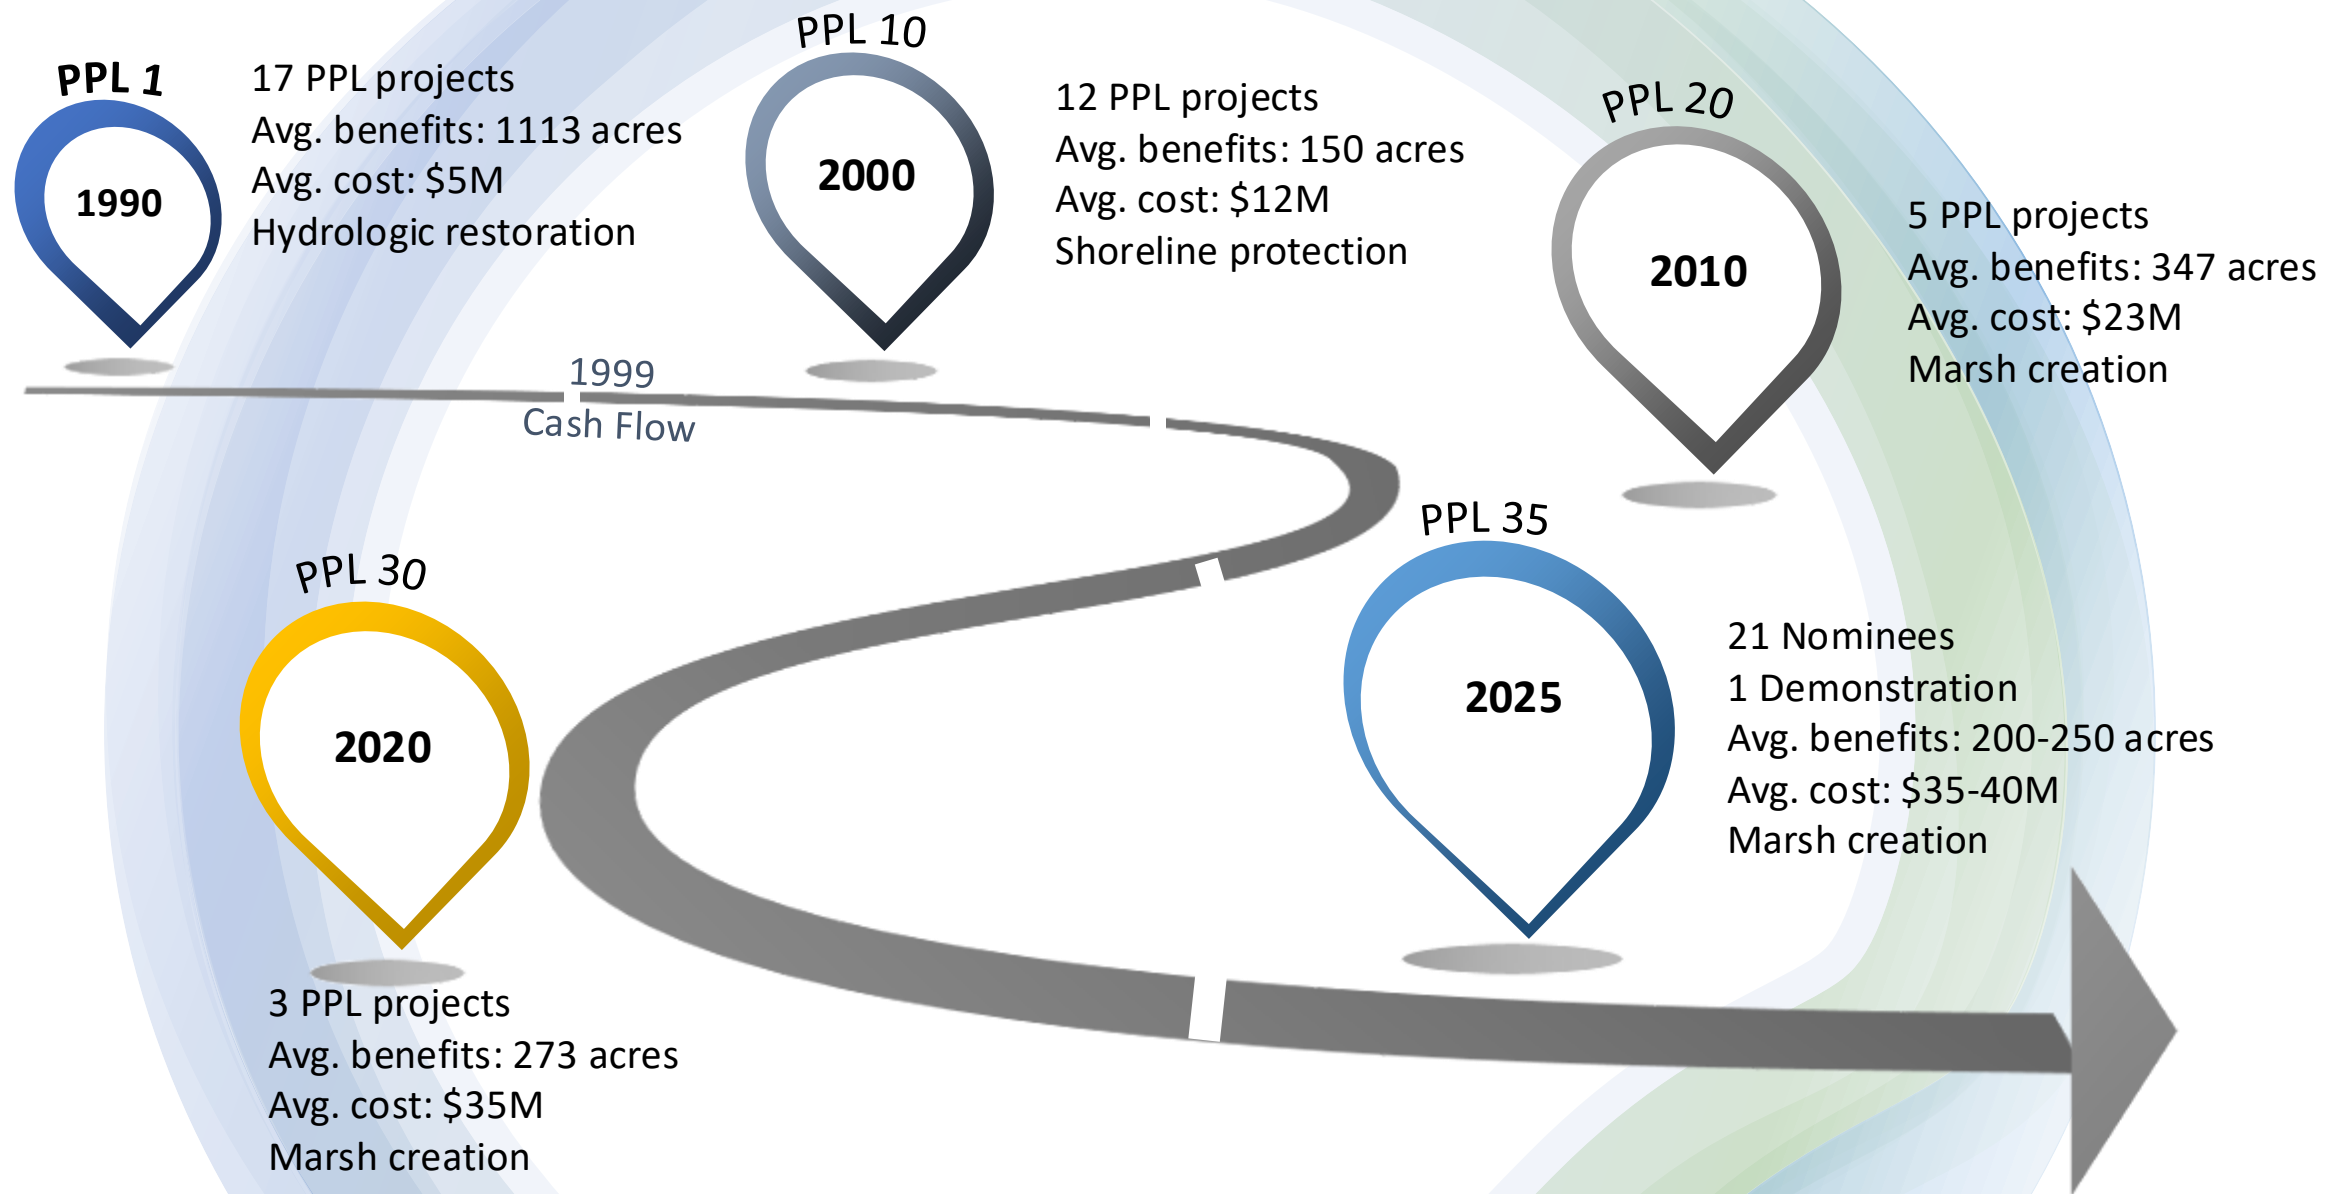 PPL 1
1990
17 PPL projects
Avg. benefits: 1113 acres
Avg. cost: $5M
Hydrologic restoration
1999
Cash Flow
PPL 10
2000
12 PPL projects
Avg. benefits: 150 acres
Avg. cost: $12M
Shoreline protection
PPL 20
2010
5 PPL projects
Avg. benefits: 347 acres
Avg. cost: $23M
Marsh creation
PPL 30
2020
3 PPL projects
Avg. benefits: 273 acres
Avg. cost: $35M
Marsh creation
PPL 35
2025
21 Nominees
1 Demonstration
Avg. benefits: 200-250 acres
Avg. cost: $35-40M
Marsh creation